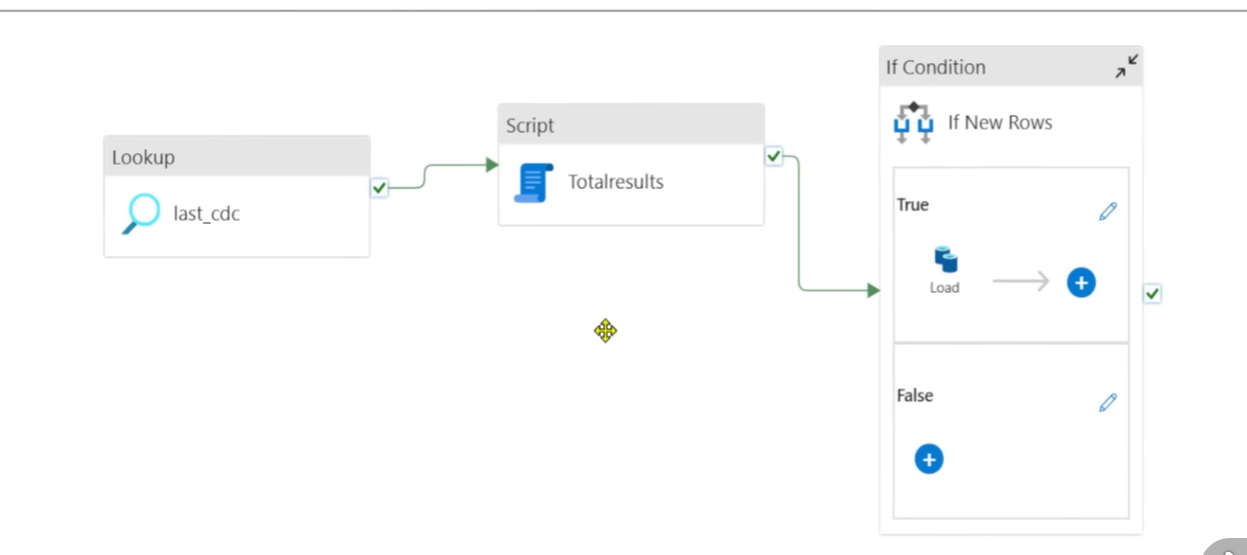 Lookup
last_cdc
Script
Totalresults
If Condition
If New Rows
True
Load
False